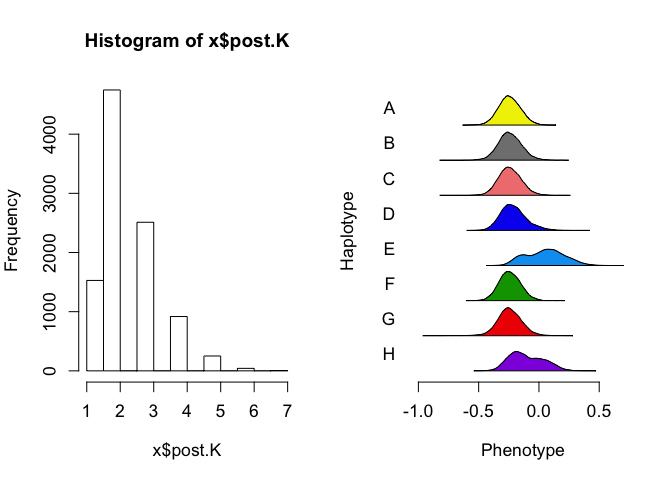 Histogram of x$post.K
Frequency
0
1000
2000
3000
4000
1 2 3 4 5 6 7
x$post.K
Haplotype
A
B
C
D
E
F
G
H
-1.0 -0.5 0.0 0.5
Phenotype